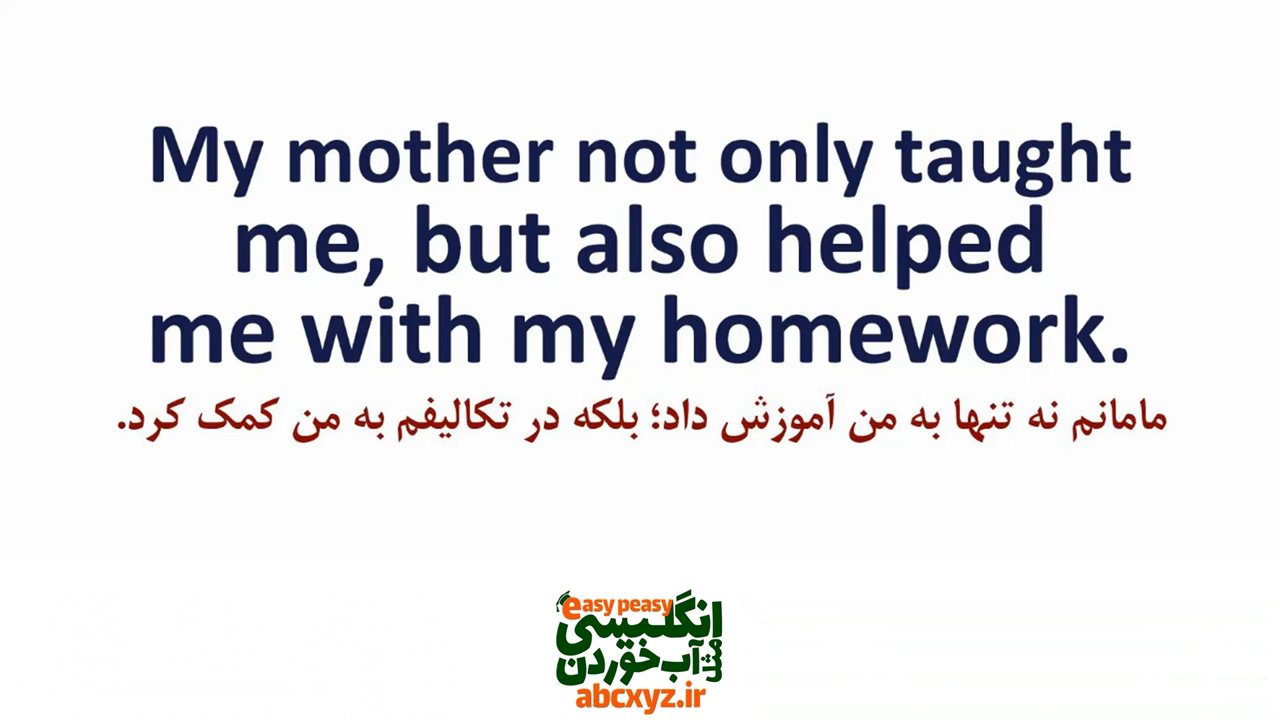 My mother not only taught
me, but also helped
me with my homework.
مامانم نه تنها به من آموزش داد؛ بلکه در تکالیفم به من کمک کرد.
easy peasy
انگلیسی
مثل آب خوردن
abcxyz.ir